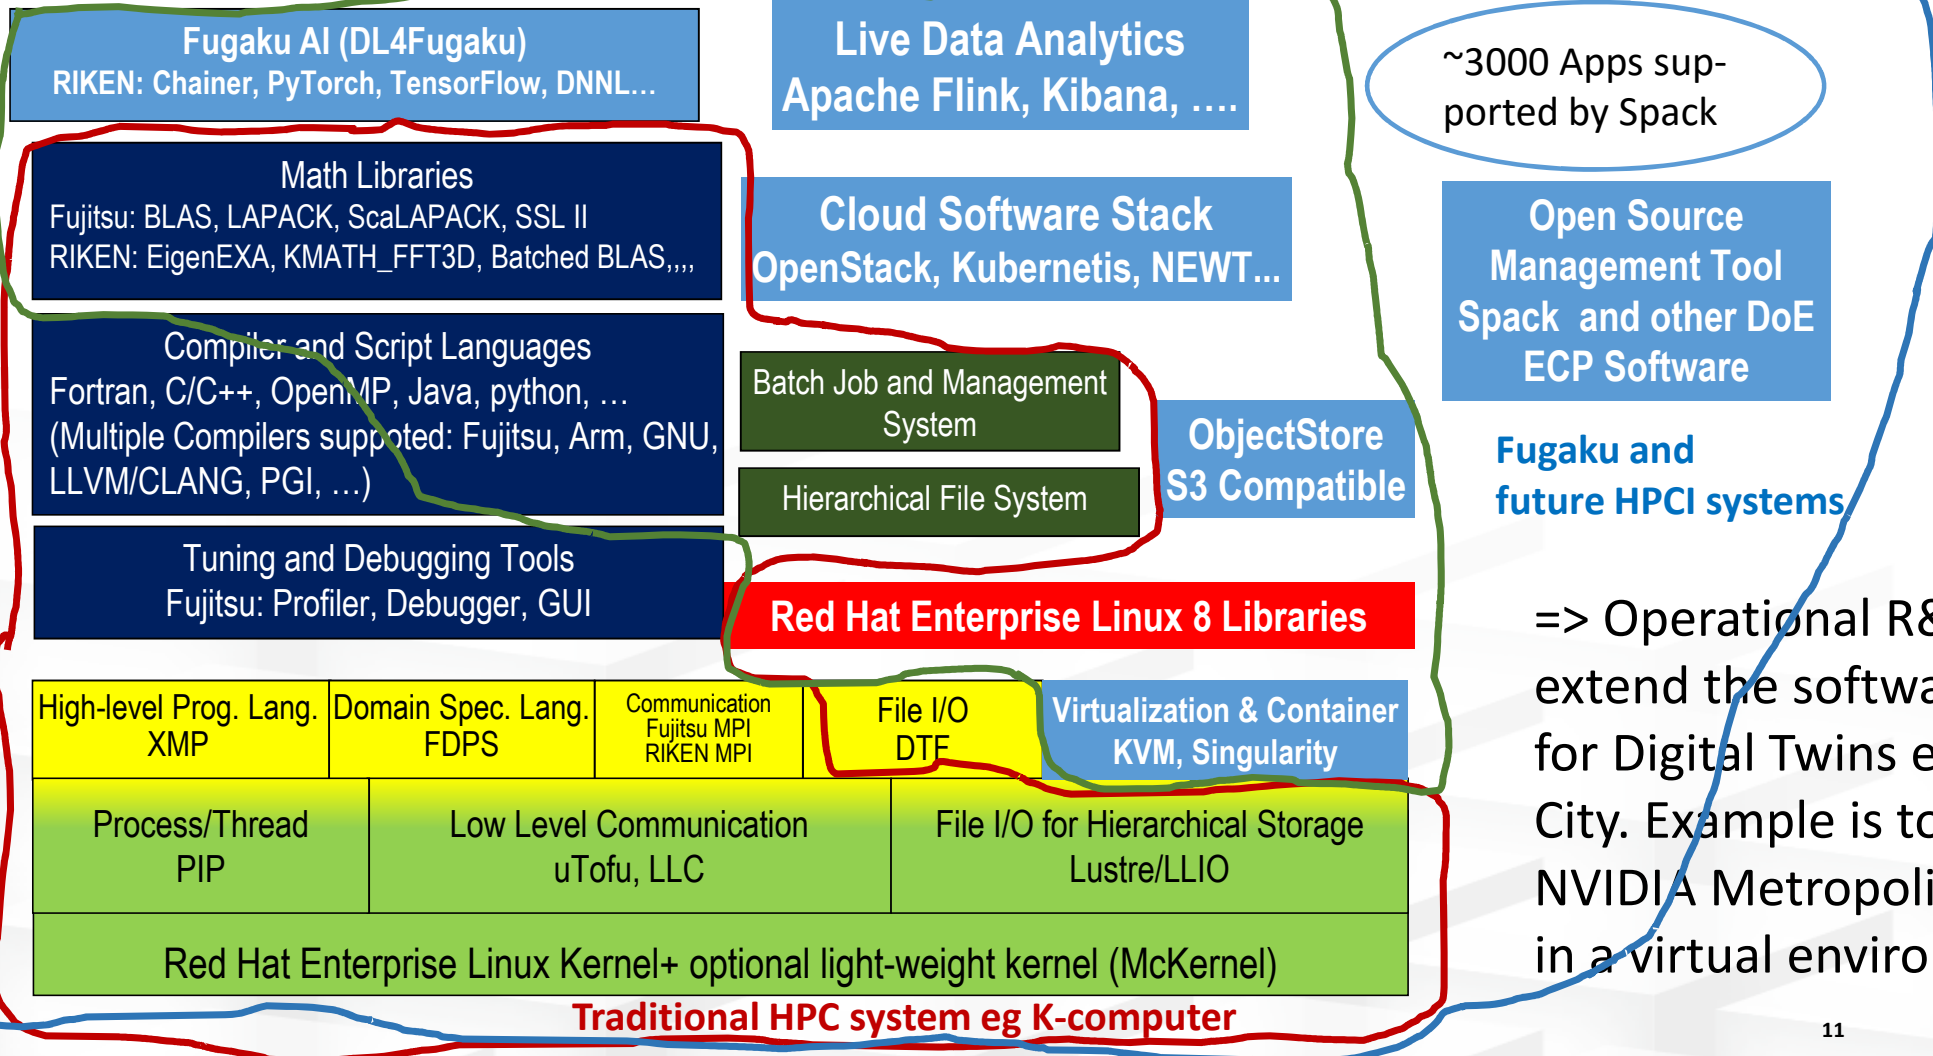 Fugaku AI (DL4Fugaku)
RIKEN: Chainer, PyTorch, TensorFlow, DNNL…
Live Data Analytics
Apache Flink, Kibana, ….
~3000 Apps sup-
ported by Spack
Math Libraries
Fujitsu: BLAS, LAPACK, ScaLAPACK, SSL II
RIKEN: EigenEXA, KMATH_FFT3D, Batched BLAS,,,,
Cloud Software Stack
OpenStack, Kubernetis, NEWT...
Open Source
Management Tool
Spack and other DoE
ECP Software
Compiler and Script Languages
Fortran, C/C++, OpenMP, Java, python, …
(Multiple Compilers suppoted: Fujitsu, Arm, GNU,
LLVM/CLANG, PGI, …)
Batch Job and Management
System
Hierarchical File System
ObjectStore
S3 Compatible
Fugaku and
future HPCI systems
Tuning and Debugging Tools
Fujitsu: Profiler, Debugger, GUI
Red Hat Enterprise Linux 8 Libraries
High-level Prog. Lang.
XMP
Domain Spec. Lang.
FDPS
Communication
Fujitsu MPI
RIKEN MPI
File I/O
DTF
Virtualization & Container
KVM, Singularity
Process/Thread
PIP
Low Level Communication
uTofu, LLC
File I/O for Hierarchical Storage
Lustre/LLIO
Red Hat Enterprise Linux Kernel+ optional light-weight kernel (McKernel)
Traditional HPC system eg K-computer
=> Operational R&
extend the softwa
for Digital Twins e
City. Example is to
NVIDIA Metropoli
in a virtual enviro
11